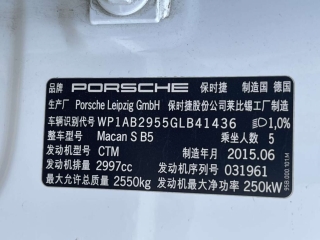 品牌 PORSCHE 保时捷 制造国 德国
生产厂 Porsche Leipzig GmbH 保时捷股份公司莱比锡工厂制造
车辆识别代号 WP1AB2955GLB41436 1,0%
整车型号 Macan S B5 乘坐人数 5
发动机型号 CTM 制造年月 2015.06
发动机排量 2997cc 发动机序号 031961
最大允许总质量 2550kg 发动机最大净功率 250kW